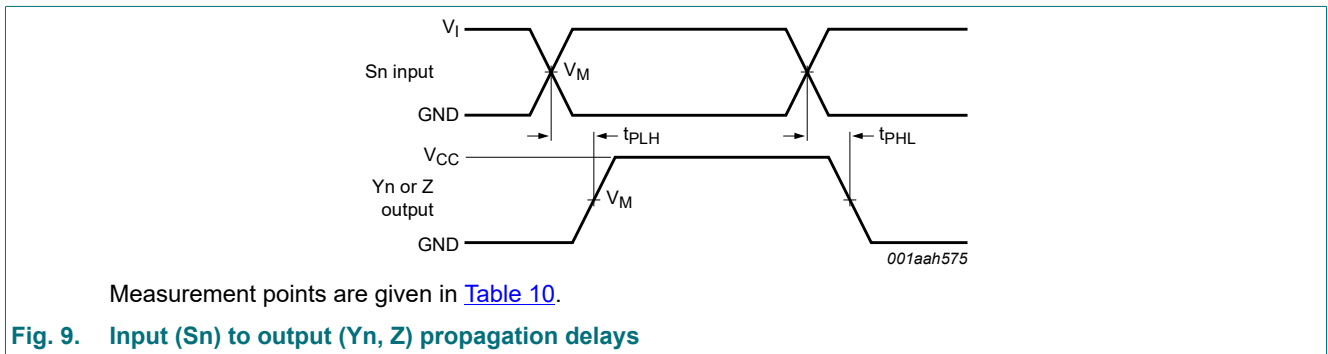 VI
Sn input
VM
GND
tPLH
tPHL
VCC
Yn or Z
output
VM
GND
001aah575
Measurement points are given in Table 10.
Fig. 9. Input (Sn) to output (Yn, Z) propagation delays